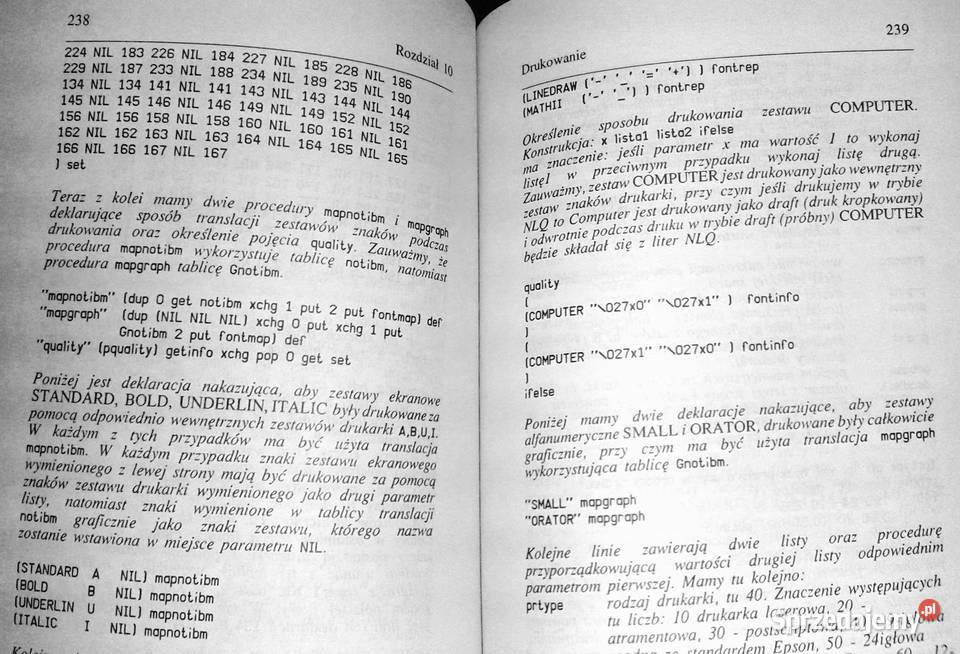 238
Rozdział 10
224 NIL 183 226 NIL 184 227 NIL 185 228 NIL 186
229 NIL 187 233 NIL 188 234 NIL 189 235 NIL 190
134 NIL 134 141 NIL 141 143 NIL 143 144 NIL 144
145 NIL 145 146 NIL 146 149 NIL 149 152 NIL 152
156 NIL 156 158 NIL 158 160 NIL 160 161 NIL 161
162 NIL 162 163 NIL 163 164 NIL 164 165 NIL 165
166 NIL 166 167 NIL 167
) set
Teraz z kolei mamy dwie procedury mapnotibm i mapgraph
deklarujące sposób translacji zestawów znaków podczas
drukowania oraz określenie pojęcia quality. Zauważmy, że
procedura mapnotibm wykorzystuje tablicę notibm, natomiast
procedura mapgraph tablicę Gnotibm.
"mapnotibm" (dup 0 get notibm xchg 1 put 2 put fontmap) def
"mapgraph" (dup (NIL NIL NIL) xchg 0 put xchg 1 put
Gnotibm 2 put fontmap) def
"quality" (pquality) getinfo xchg pop 0 get set
Poniżej jest deklaracja nakazująca, aby zestawy ekranowe
STANDARD, BOLD, UNDERLIN, ITALIC były drukowane za
pomocą odpowiednio wewnętrznych zestawów drukarki A,B,U,I.
W każdym z tych przypadków ma być użyta translacja
mapnotibm. W każdym przypadku znaki zestawu ekranowego
wymienionego z lewej strony mają być drukowane za pomocą
znaków zestawu drukarki wymienionego jako drugi parametr
listy, natomiast znaki wymienione w tablicy translacji
notibm graficznie jako znaki zestawu, którego nazwa
zostanie wstawiona w miejsce parametru NIL.
(STANDARD A NIL) mapnotibm
(BOLD B NIL) mapnotibm
(UNDERLIN U NIL) mapnotibm
(ITALIC I NIL) mapnotibm
Drukowanie
239
(LINEDRAW ('-' '_' '=' '+') ) fontrep
(MATHII ('-' '_') ) fontrep
Określenie sposobu drukowania zestawu COMPUTER.
Konstrukcja: x lista1 lista2 ifelse
ma znaczenie: jeśli parametr x ma wartość 1 to wykonaj
listę1 w przeciwnym przypadku wykonaj listę drugą.
Zauważmy, zestaw COMPUTER jest drukowany jako wewnętrzny
zestaw znaków drukarki, przy czym jeśli drukujemy w trybie
NLQ to Computer jest drukowany jako draft (druk kropkowany)
i odwrotnie podczas druku w trybie draft (próbny) COMPUTER
będzie składał się z liter NLQ.
quality
(
(COMPUTER "\027x0" "\027x1" ) fontinfo
)
(
(COMPUTER "\027x1" "\027x0" ) fontinfo
)
ifelse
Poniżej mamy dwie deklaracje nakazujące, aby zestawy
alfanumeryczne SMALL i ORATOR, drukowane były całkowicie
graficznie, przy czym ma być użyta translacja mapgraph
wykorzystująca tablicę Gnotibm.
"SMALL" mapgraph
"ORATOR" mapgraph
Kolejne linie zawierają dwie listy oraz procedurę
przyporządkowującą wartości drugiej listy odpowiednim
parametrom pierwszej. Mamy tu kolejno:
prtype rodzaj drukarki, tu 40. Znaczenie występujących
tu liczb: 10 drukarka lczerowa, 20 -
atramentowa, 30 -
standardem Epson, 50 - 24igłowa
Sprzedajemy.pl